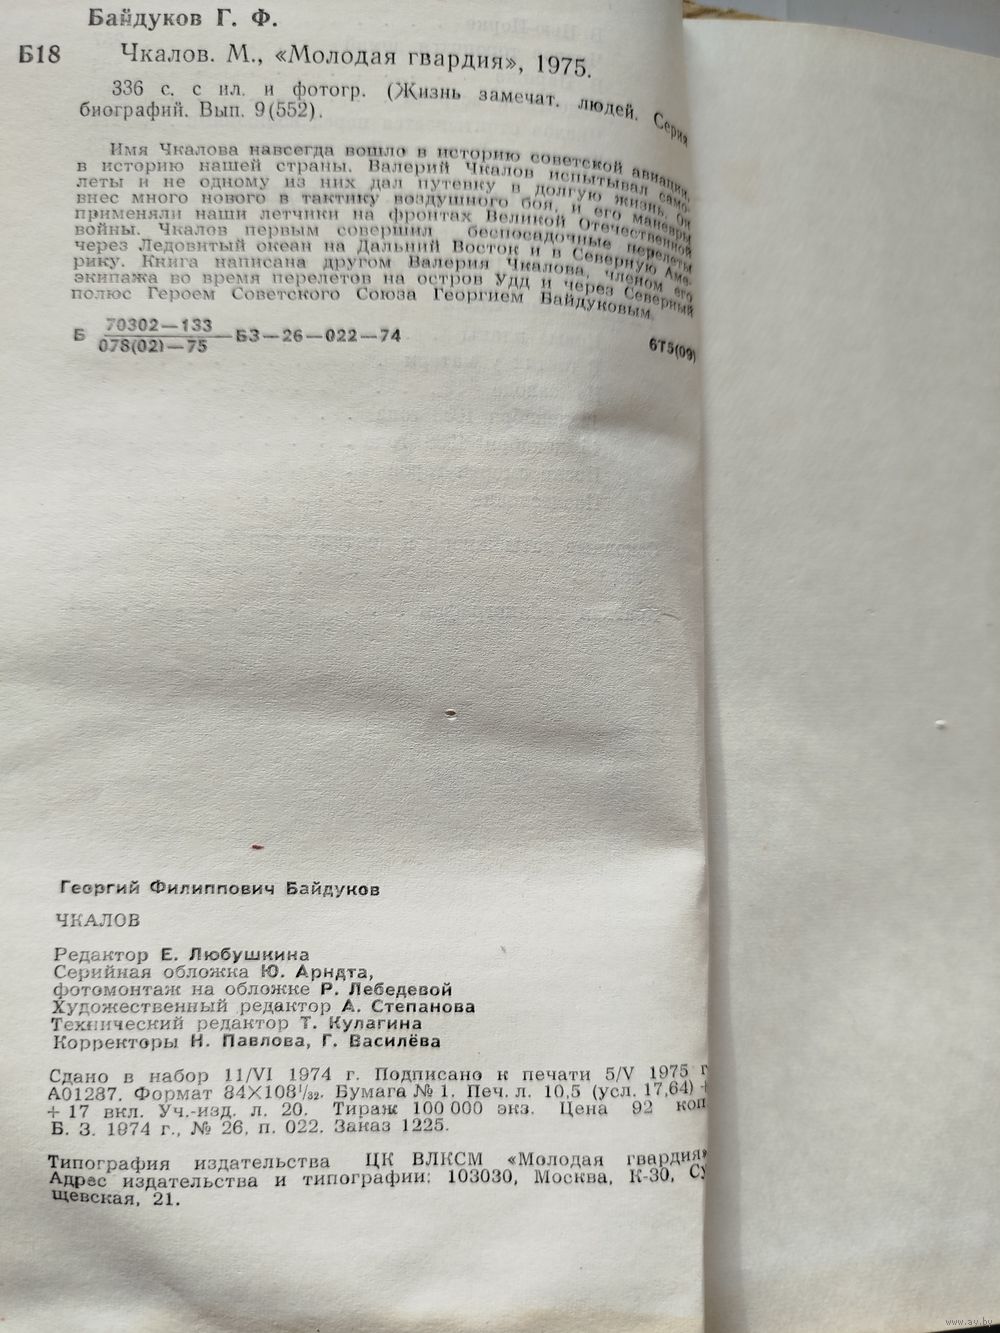 Байдуков Г. Ф.
Б18 Чкалов. М., «Молодая гвардия», 1975.
336 с. с ил. и фотогр. (Жизнь замечат. людей. Серия
биографий. Вып. 9(552).
Имя Чкалова навсегда вошло в историю советской авиации,
в историю нашей страны. Валерий Чкалов испытывал само-
леты и не одному из них дал путевку в долгую жизнь. Он
внес много нового в тактику воздушного боя, и его маневры
применяли наши летчики на фронтах Великой Отечественной
войны. Чкалов первым совершил беспосадочные перелеты
через Ледовитый океан на Дальний Восток и в Северную Аме-
рику. Книга написана другом Валерия Чкалова, членом его
экипажа во время перелетов на остров Удд и через Северный
полюс Героем Советского Союза Георгием Байдуковым.
Б 70302—133
078(02)—75 —БЗ—26—022—74
6Т5(09)
Георгий Филиппович Байдуков
ЧКАЛОВ
Редактор Е. Любушкина
Серийная обложка Ю. Арндта,
фотомонтаж на обложке Р. Лебедевой
Художественный редактор А. Степанова
Технический редактор Т. Кулагина
Корректоры Н. Павлова, Г. Василёва
Сдано в набор 11/VI 1974 г. Подписано к печати 5/V 1975 г
А01287. Формат 84×108¹/₃₂. Бумага № 1. Печ. л. 10,5 (усл. 17,64) +
+ 17 вкл. Уч.-изд. л. 20. Тираж 100 000 экз. Цена 92 коп
Б. З. 1974 г., № 26, п. 022. Заказ 1225.
Типография издательства ЦК ВЛКСМ «Молодая гвардия»
Адрес издательства и типографии: 103030, Москва, К-30, Су
щевская, 21.
www.av.by